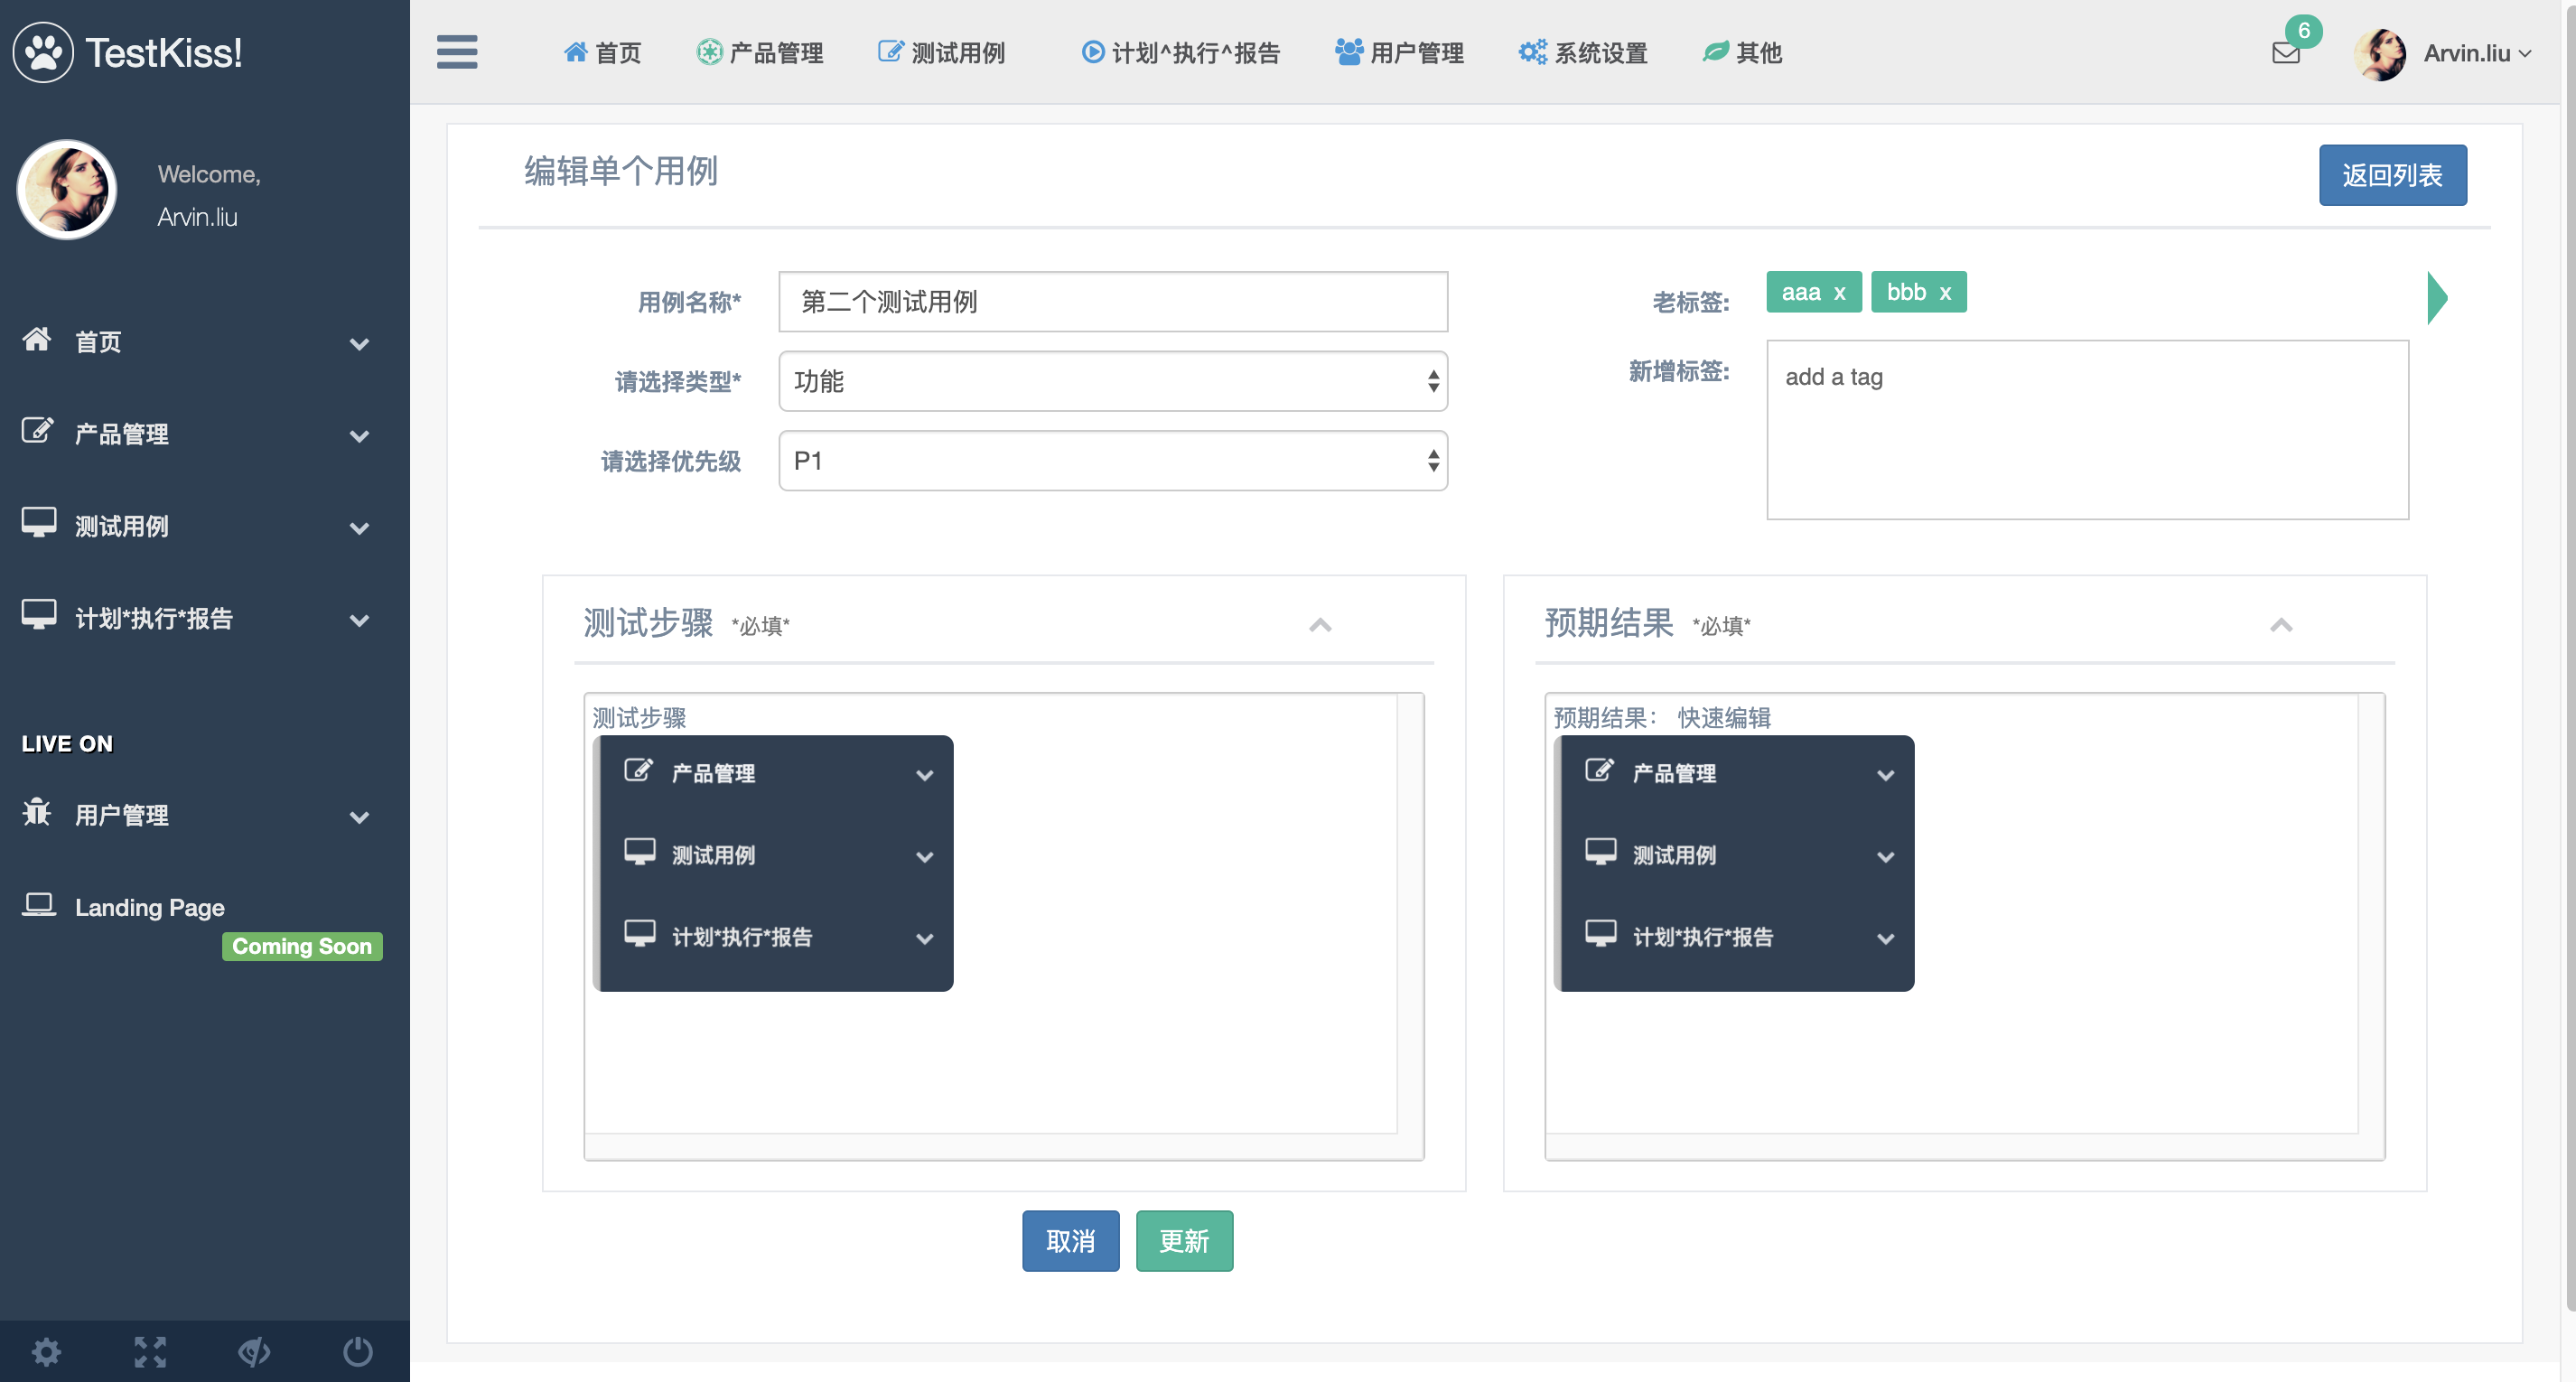 TestKiss!
首页
产品管理
测试用例
计划^执行^报告
用户管理
系统设置
其他
6
Arvin.liu
Welcome,
Arvin.liu
首页
产品管理
测试用例
计划*执行*报告
LIVE ON
用户管理
Landing Page
Coming Soon
编辑单个用例
返回列表
用例名称*
第二个测试用例
请选择类型*
功能
请选择优先级
P1
老标签:
aaa x
bbb x
新增标签:
add a tag
测试步骤 *必填*
测试步骤
产品管理
测试用例
计划*执行*报告
预期结果 *必填*
预期结果： 快速编辑
产品管理
测试用例
计划*执行*报告
取消
更新